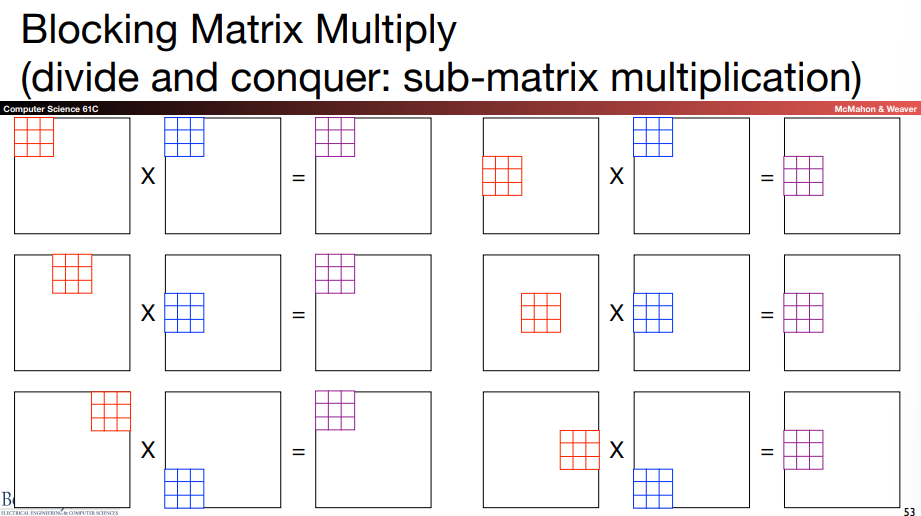 Blocking Matrix Multiply
(divide and conquer: sub-matrix multiplication)
Computer Science 61C
McMahon & Weaver
X
=
X
=
X
=
X
=
X
=
X
=
ELECTRICAL ENGINEERING & COMPUTER SCIENCES
53